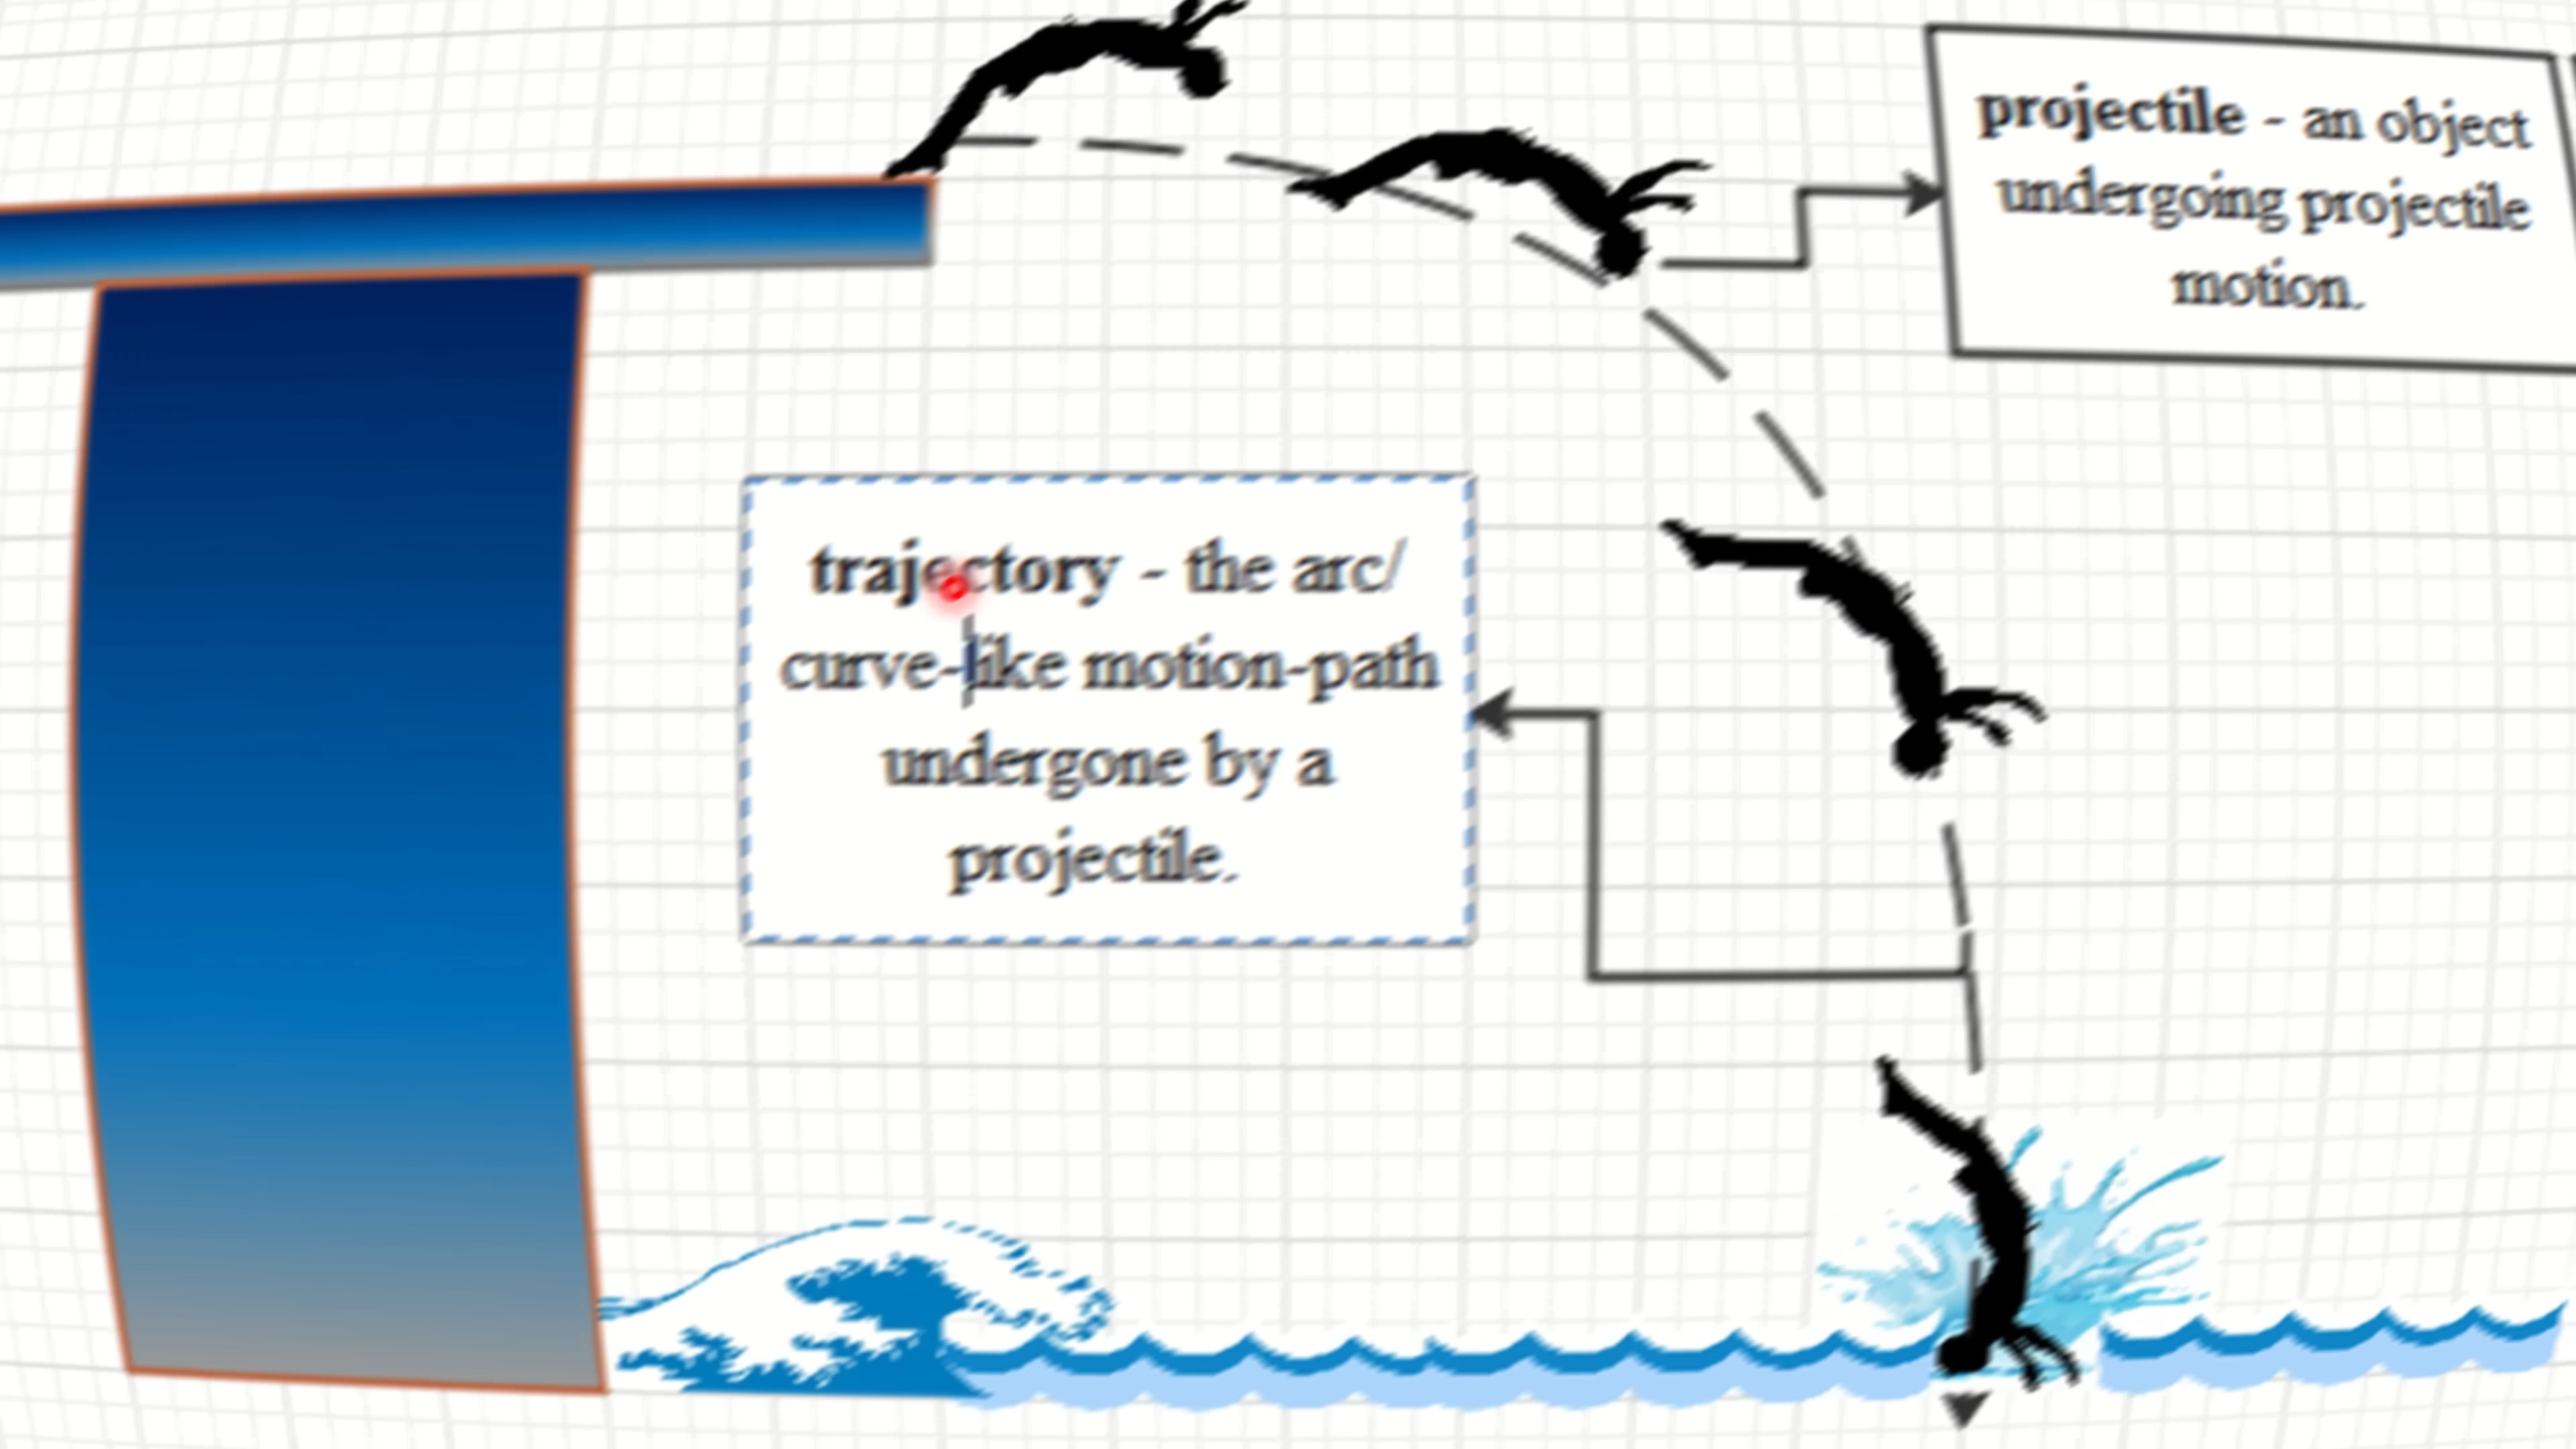 projectile - an object
undergoing projectile
motion.
trajectory - the arc/
curve-like motion-path
undergone by a
projectile.